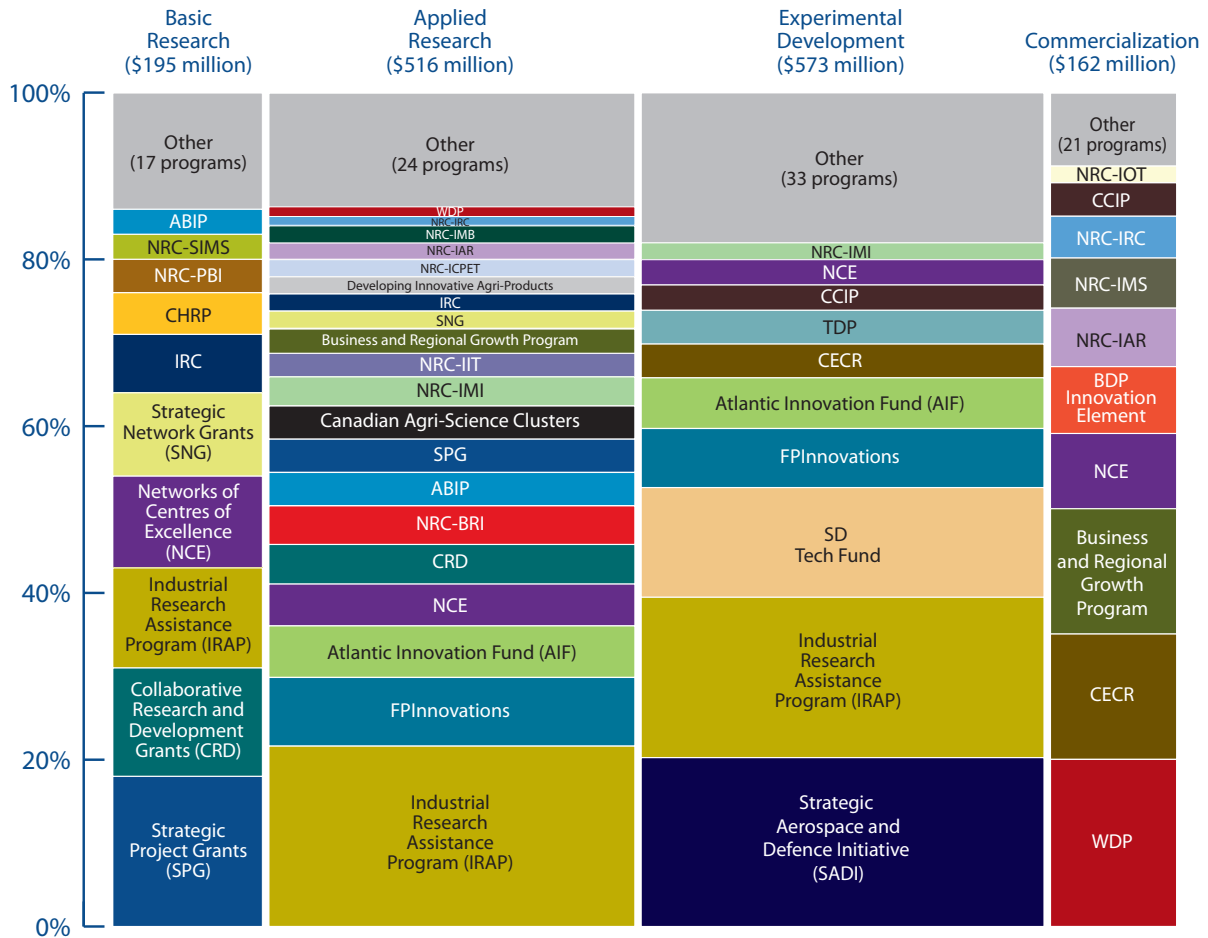 Basic
Research
($195 million)
Applied
Research
($516 million)
Experimental
Development
($573 million)
Commercialization
($162 million)
100%
80%
60%
40%
20%
0%
Other
(17 programs)
ABIP
NRC-SIMS
NRC-PBI
CHRP
IRC
Strategic
Network Grants
(SNG)
Networks of
Centres of
Excellence
(NCE)
Industrial
Research
Assistance
Program (IRAP)
Collaborative
Research and
Development
Grants (CRD)
Strategic
Project Grants
(SPG)
Other
(24 programs)
WDP
NRC-IRC
NRC-IMB
NRC-IAR
NRC-ICPET
Developing Innovative Agri-Products
IRC
SNG
Business and Regional Growth Program
NRC-IIT
NRC-IMI
Canadian Agri-Science Clusters
SPG
ABIP
NRC-BRI
CRD
NCE
Atlantic Innovation Fund (AIF)
FPInnovations
Industrial
Research
Assistance
Program (IRAP)
Other
(33 programs)
NRC-IMI
NCE
CCIP
TDP
CECR
Atlantic Innovation Fund (AIF)
FPInnovations
SD
Tech Fund
Industrial
Research
Assistance
Program (IRAP)
Strategic
Aerospace and
Defence Initiative
(SADI)
Other
(21 programs)
NRC-IOT
CCIP
NRC-IRC
NRC-IMS
NRC-IAR
BDP
Innovation
Element
NCE
Business
and Regional
Growth
Program
CECR
WDP